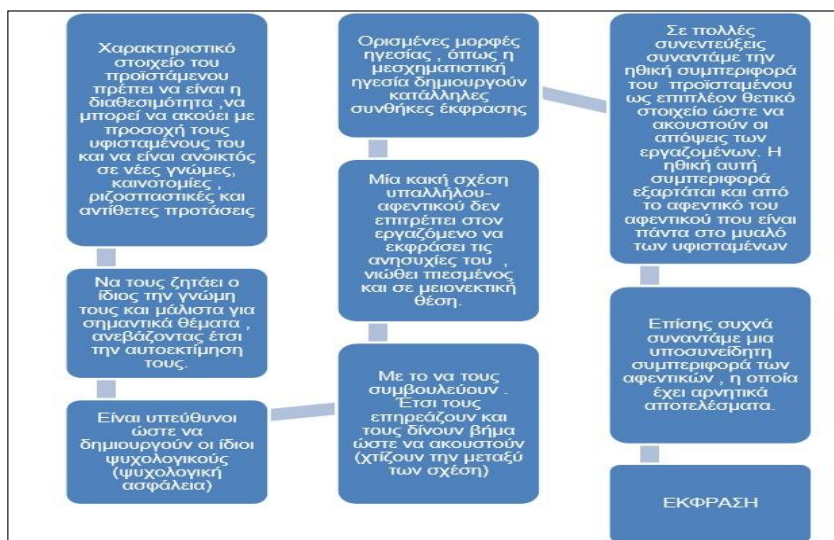 Χαρακτηριστικό
στοιχείο του
προϊστάμενου
πρέπει να είναι η
διαθεσιμότητα ,να
μπορεί να ακούει με
προσοχή τους
υφισταμένους του
και να είναι ανοικτός
σε νέες γνώμες,
καινοτομίες ,
ριζοσπαστικές και
αντίθετες προτάσεις
Να τους ζητάει ο
ίδιος την γνώμη
τους και μάλιστα για
σημαντικά θέματα ,
ανεβάζοντας έτσι
την αυτοεκτίμηση
τους.
Είναι υπεύθυνοι
ώστε να
δημιουργούν οι ίδιοι
ψυχολογικούς
(ψυχολογική
ασφάλεια)
Με το να τους
συμβουλεύουν .
Έτσι τους
επηρεάζουν και
τους δίνουν βήμα
ώστε να ακουστούν
(χτίζουν την μεταξύ
των σχέση)
Μία κακή σχέση
υπαλλήλου-
αφεντικού δεν
επιτρέπει στον
εργαζόμενο να
εκφράσει τις
ανησυχίες του ,
νιώθει πιεσμένος
και σε μειονεκτική
θέση.
Ορισμένες μορφές
ηγεσίας , όπως η
μεσχηματιστική
ηγεσία δημιουργούν
κατάλληλες
συνθήκες έκφρασης
Σε πολλές
συνεντεύξεις
συναντάμε την
ηθική συμπεριφορά
του προϊσταμένου
ως επιπλέον θετικό
στοιχείο ώστε να
ακουστούν οι
απόψεις των
εργαζομένων. Η
ηθική αυτή
συμπεριφορά
εξαρτάται και από
το αφεντικό του
αφεντικού που είναι
πάντα στο μυαλό
των υφισταμένων
Επίσης συχνά
συναντάμε μια
υποσυνείδητη
συμπεριφορά των
αφεντικών , η οποία
έχει αρνητικά
αποτελέσματα.
ΕΚΦΡΑΣΗ